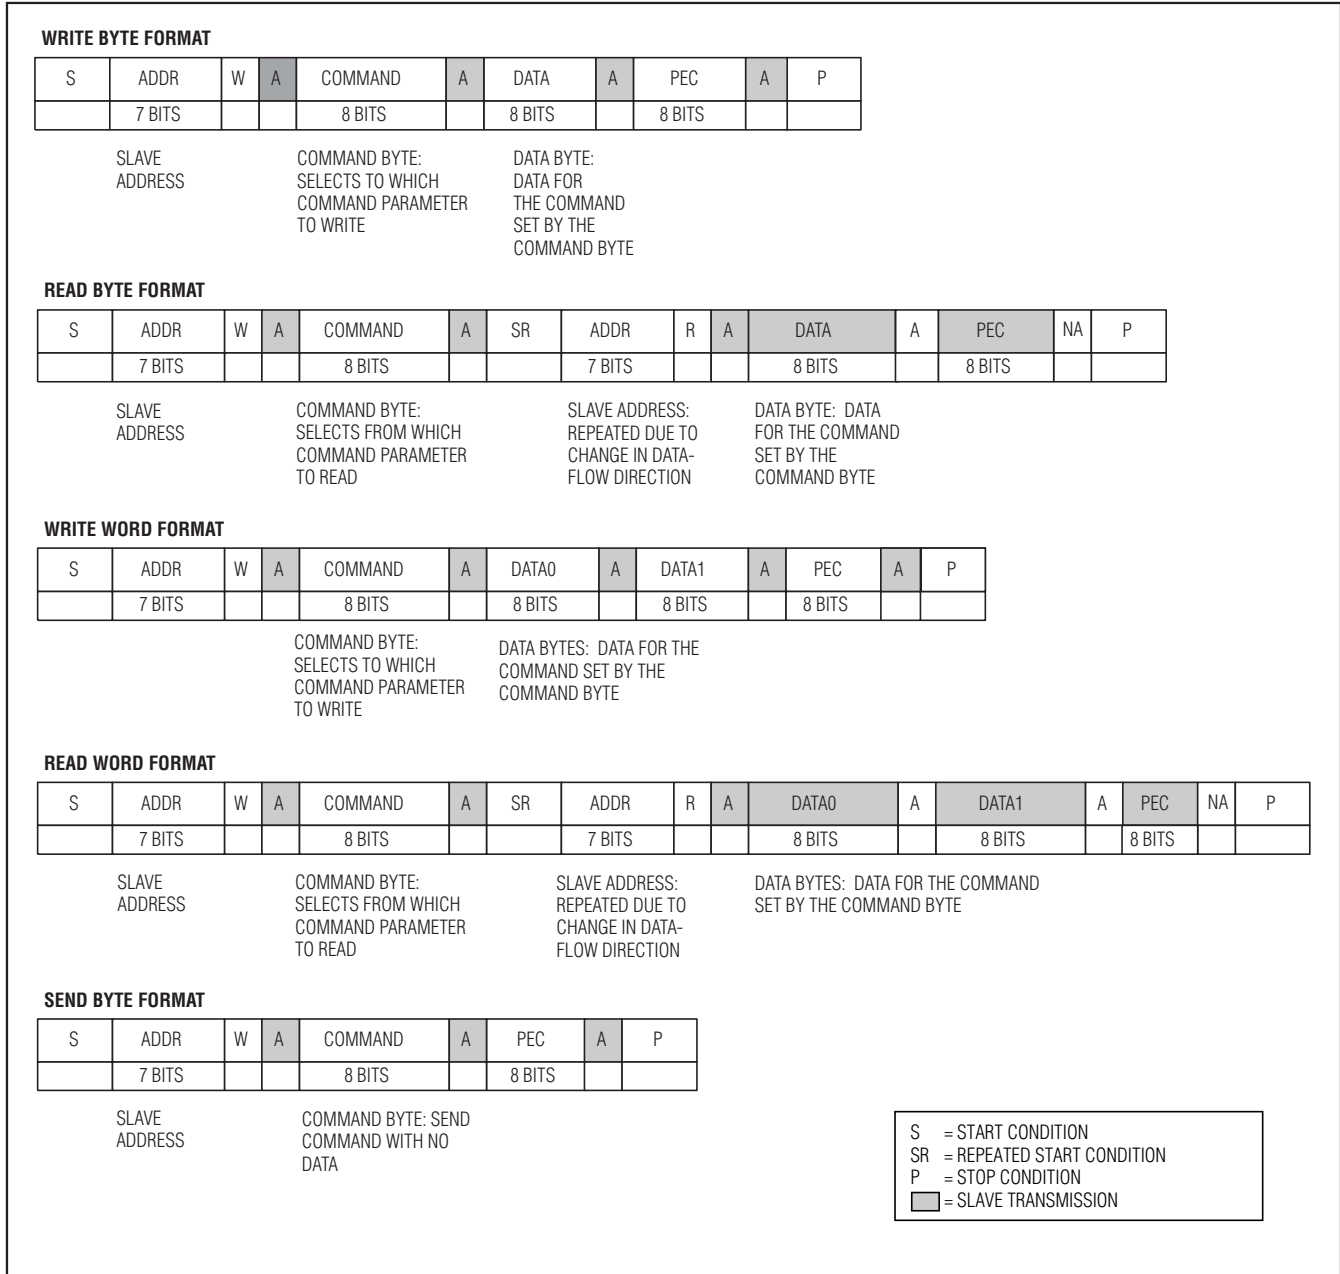 WRITE BYTE FORMAT
S ADDR W A COMMAND A DATA A PEC A P
7 BITS 8 BITS 8 BITS 8 BITS
SLAVE
ADDRESS
COMMAND BYTE:
SELECTS TO WHICH
COMMAND PARAMETER
TO WRITE
DATA BYTE:
DATA FOR
THE COMMAND
SET BY THE
COMMAND BYTE
READ BYTE FORMAT
S ADDR W A COMMAND A SR ADDR R A DATA A PEC NA P
7 BITS 8 BITS 7 BITS 8 BITS 8 BITS
SLAVE
ADDRESS
COMMAND BYTE:
SELECTS FROM WHICH
COMMAND PARAMETER
TO READ
SLAVE ADDRESS:
REPEATED DUE TO
CHANGE IN DATA-
FLOW DIRECTION
DATA BYTE: DATA
FOR THE COMMAND
SET BY THE
COMMAND BYTE
WRITE WORD FORMAT
S ADDR W A COMMAND A DATA0 A DATA1 A PEC A P
7 BITS 8 BITS 8 BITS 8 BITS 8 BITS
COMMAND BYTE:
SELECTS TO WHICH
COMMAND PARAMETER
TO WRITE
DATA BYTES: DATA FOR THE
COMMAND SET BY THE
COMMAND BYTE
READ WORD FORMAT
S ADDR W A COMMAND A SR ADDR R A DATA0 A DATA1 A PEC NA P
7 BITS 8 BITS 7 BITS 8 BITS 8 BITS 8 BITS
SLAVE
ADDRESS
COMMAND BYTE:
SELECTS FROM WHICH
COMMAND PARAMETER
TO READ
SLAVE ADDRESS:
REPEATED DUE TO
CHANGE IN DATA-
FLOW DIRECTION
DATA BYTES: DATA FOR THE COMMAND
SET BY THE COMMAND BYTE
SEND BYTE FORMAT
S ADDR W A COMMAND A PEC A P
7 BITS 8 BITS 8 BITS
SLAVE
ADDRESS
COMMAND BYTE: SEND
COMMAND WITH NO
DATA
S = START CONDITION
SR = REPEATED START CONDITION
P = STOP CONDITION
= SLAVE TRANSMISSION